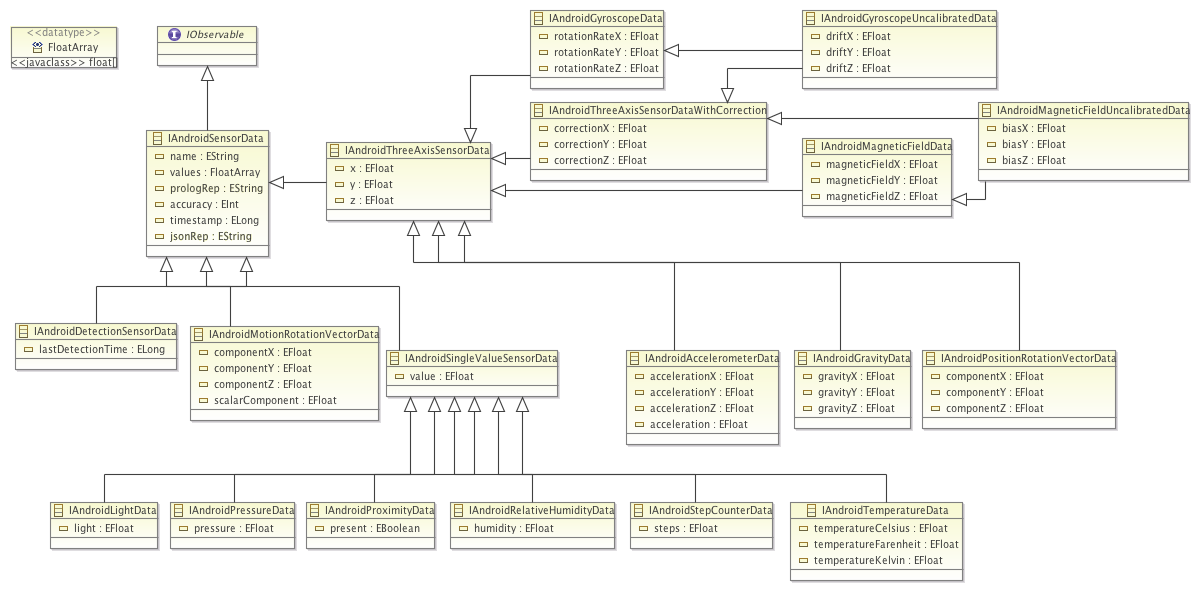 <<datatype>>
FloatArray
<<javaclass>> float[]
IObservable
IAndroidGyroscopeData
rotationRateX : EFloat
rotationRateY : EFloat
rotationRateZ : EFloat
IAndroidGyroscopeUncalibratedData
driftX : EFloat
driftY : EFloat
driftZ : EFloat
IAndroidSensorData
name : EString
values : FloatArray
prologRep : EString
accuracy : EInt
timestamp : ELong
jsonRep : EString
IAndroidThreeAxisSensorData
x : EFloat
y : EFloat
z : EFloat
IAndroidThreeAxisSensorDataWithCorrection
correctionX : EFloat
correctionY : EFloat
correctionZ : EFloat
IAndroidMagneticFieldData
magneticFieldX : EFloat
magneticFieldY : EFloat
magneticFieldZ : EFloat
IAndroidMagneticFieldUncalibratedData
biasX : EFloat
biasY : EFloat
biasZ : EFloat
IAndroidDetectionSensorData
lastDetectionTime : ELong
IAndroidMotionRotationVectorData
componentX : EFloat
componentY : EFloat
componentZ : EFloat
scalarComponent : EFloat
IAndroidSingleValueSensorData
value : EFloat
IAndroidAccelerometerData
accelerationX : EFloat
accelerationY : EFloat
accelerationZ : EFloat
acceleration : EFloat
IAndroidGravityData
gravityX : EFloat
gravityY : EFloat
gravityZ : EFloat
IAndroidPositionRotationVectorData
componentX : EFloat
componentY : EFloat
componentZ : EFloat
IAndroidLightData
light : EFloat
IAndroidPressureData
pressure : EFloat
IAndroidProximityData
present : EBoolean
IAndroidRelativeHumidityData
humidity : EFloat
IAndroidStepCounterData
steps : EFloat
IAndroidTemperatureData
temperatureCelsius : EFloat
temperatureFarenheit : EFloat
temperatureKelvin : EFloat